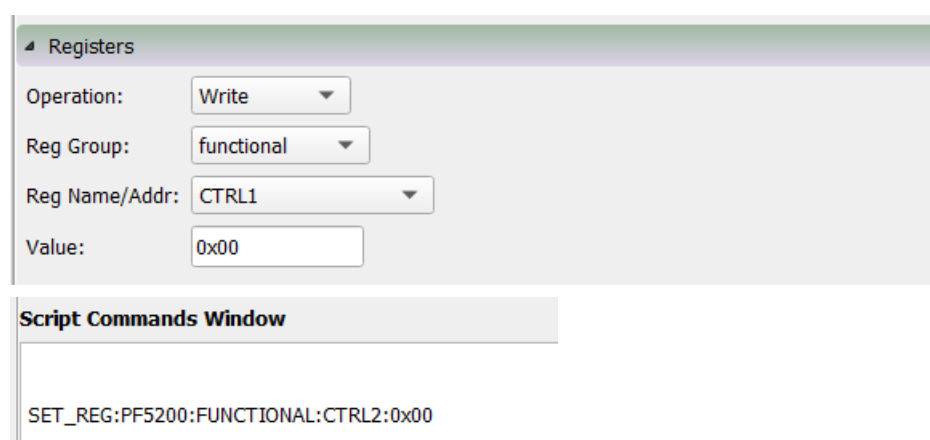 Registers
Operation: Write
Reg Group: functional
Reg Name/Addr: CTRL1
Value: 0x00
Script Commands Window
SET_REG:PF5200:FUNCTIONAL:CTRL2:0x00